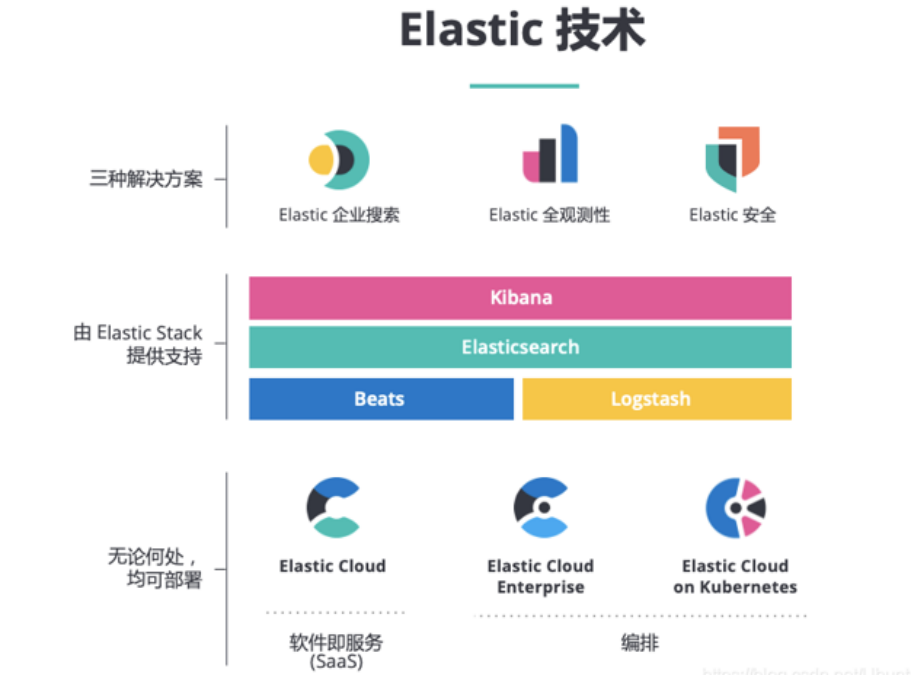 Elastic 技术
三种解决方案
Elastic 企业搜索
Elastic 全观测性
Elastic 安全
由 Elastic Stack
提供支持
Kibana
Elasticsearch
Beats
Logstash
无论何处，
均可部署
Elastic Cloud
Elastic Cloud
Enterprise
Elastic Cloud
on Kubernetes
软件即服务
(SaaS)
编排